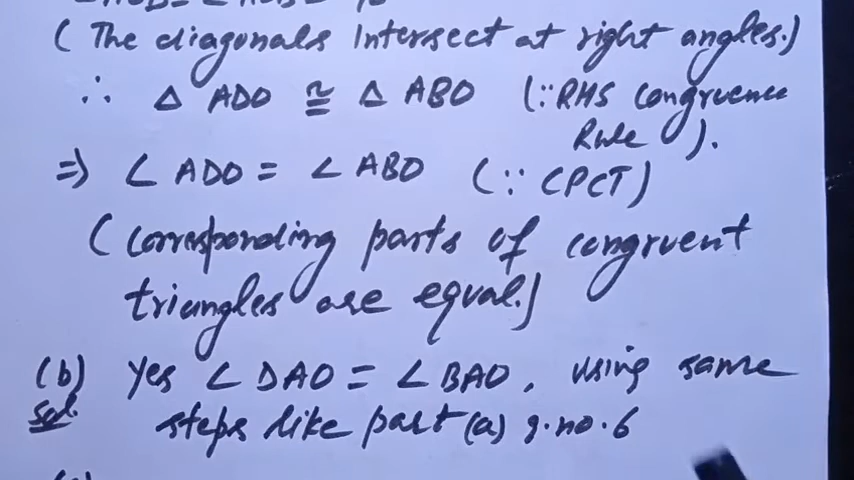 ( The diagonals Intersect at right angles.)
∴ △ ADO ≅ △ ABO (∵ RHS congruence
Rule ).
=> ∠ ADO = ∠ ABO (∵ CPCT)
( corresponding parts of congruent
triangles are equal.)
(b) Yes ∠ DAO = ∠ BAO, using same
Sol. steps like part (a) q.no.6